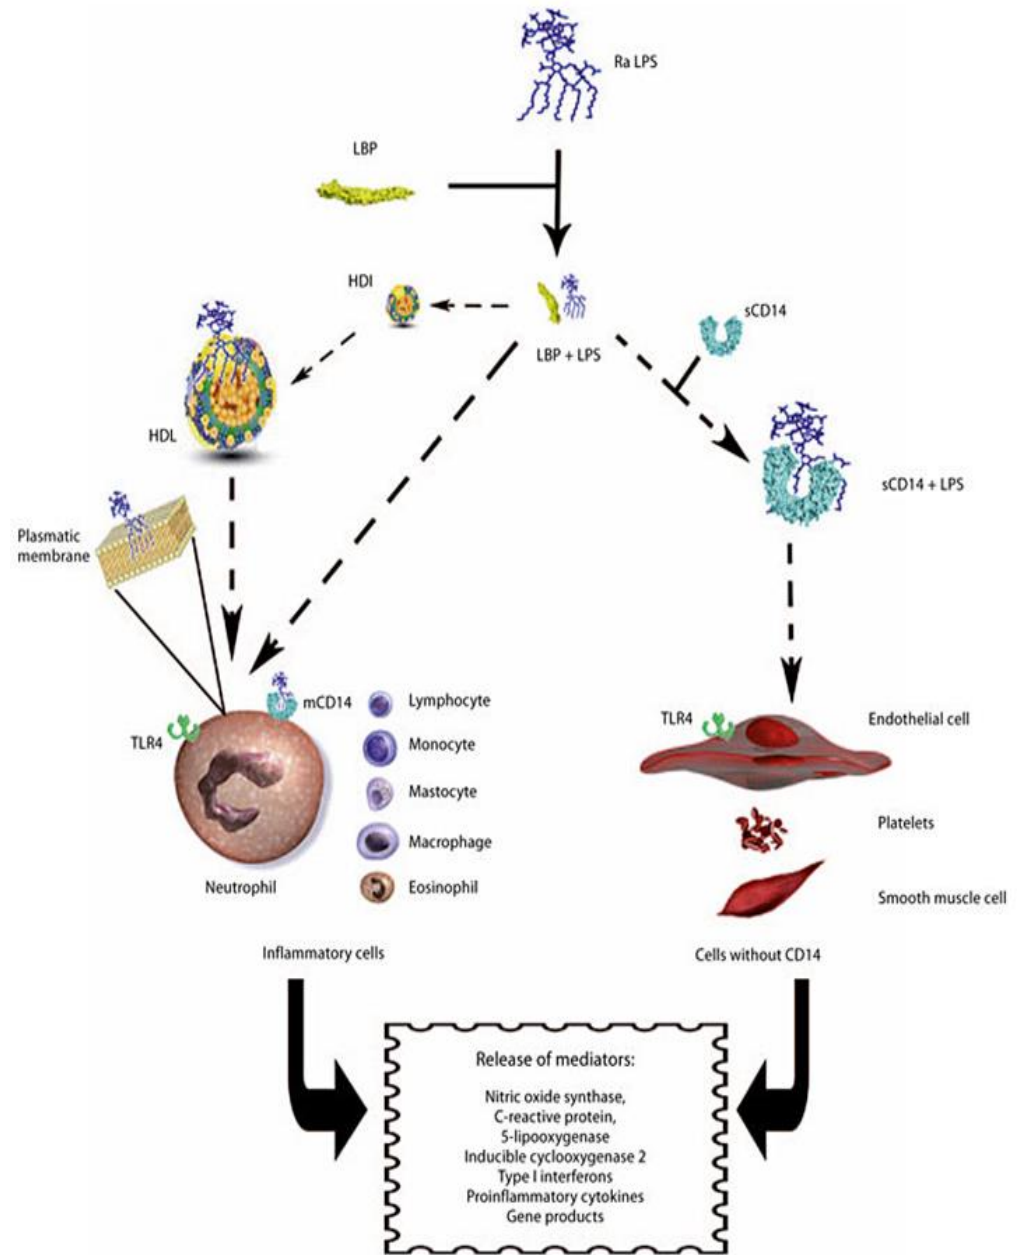 Ra LPS
LBP
HDI
sCD14
LBP + LPS
HDL
sCD14 + LPS
Plasmatic
membrane
mCD14
TLR4
Lymphocyte
Monocyte
Mastocyte
Macrophage
Eosinophil
Neutrophil
TLR4
Endothelial cell
Platelets
Smooth muscle cell
Inflammatory cells
Cells without CD14
Release of mediators:
Nitric oxide synthase,
C-reactive protein,
5-lipooxygenase
Inducible cyclooxygenase 2
Type I interferons
Proinflammatory cytokines
Gene products